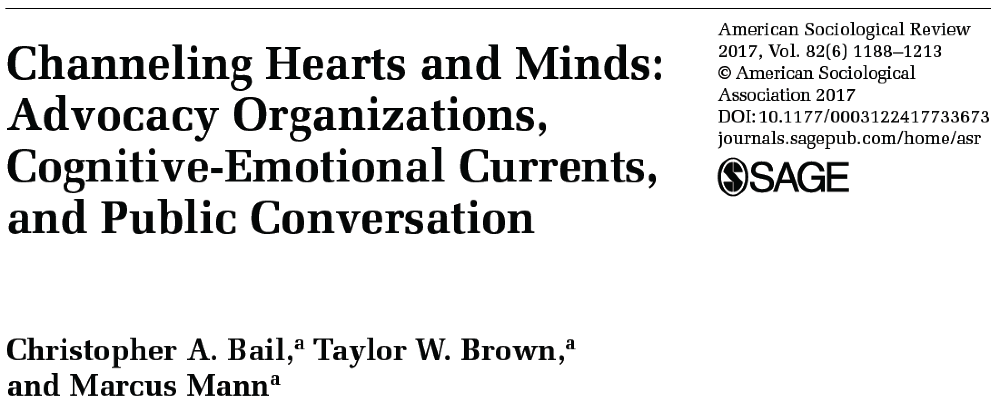 Channeling Hearts and Minds:
Advocacy Organizations,
Cognitive-Emotional Currents,
and Public Conversation
American Sociological Review
2017, Vol. 82(6) 1188–1213
© American Sociological
Association 2017
DOI: 10.1177/0003122417733673
journals.sagepub.com/home/asr
SAGE
Christopher A. Bail,ᵃ Taylor W. Brown,ᵃ
and Marcus Mannᵃ